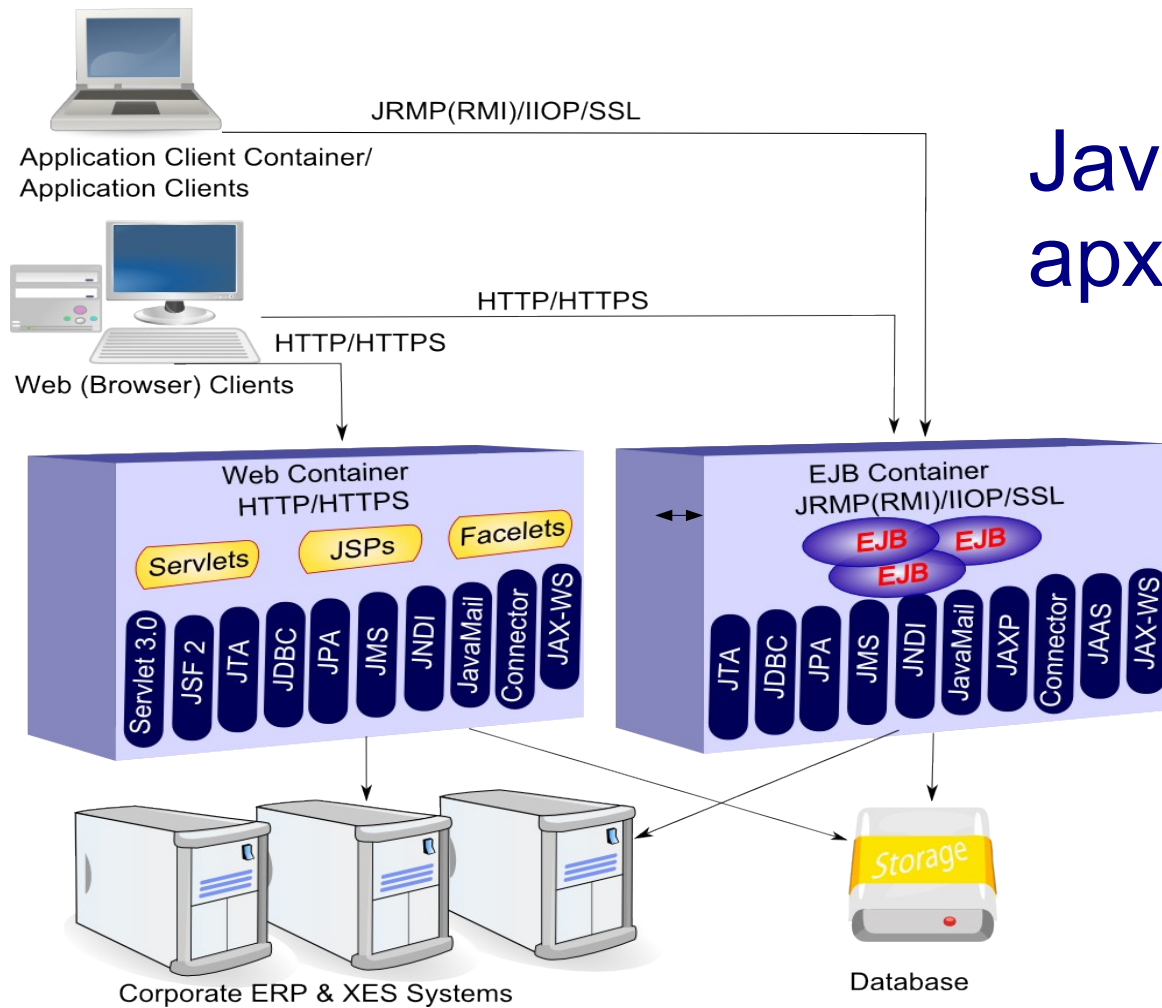 JRMP(RMI)/IIOP/SSL
Application Client Container/
Application Clients
HTTP/HTTPS
HTTP/HTTPS
Web (Browser) Clients
Web Container
HTTP/HTTPS
Servlets
JSPs
Facelets
Servlet 3.0
JSF 2
JTA
JDBC
JPA
JMS
JNDI
JavaMail
Connector
JAX-WS
EJB Container
JRMP(RMI)/IIOP/SSL
EJB
EJB
EJB
JTA
JDBC
JPA
JMS
JNDI
JavaMail
JAXP
Connector
JAAS
JAX-WS
Storage
Corporate ERP & XES Systems
Database